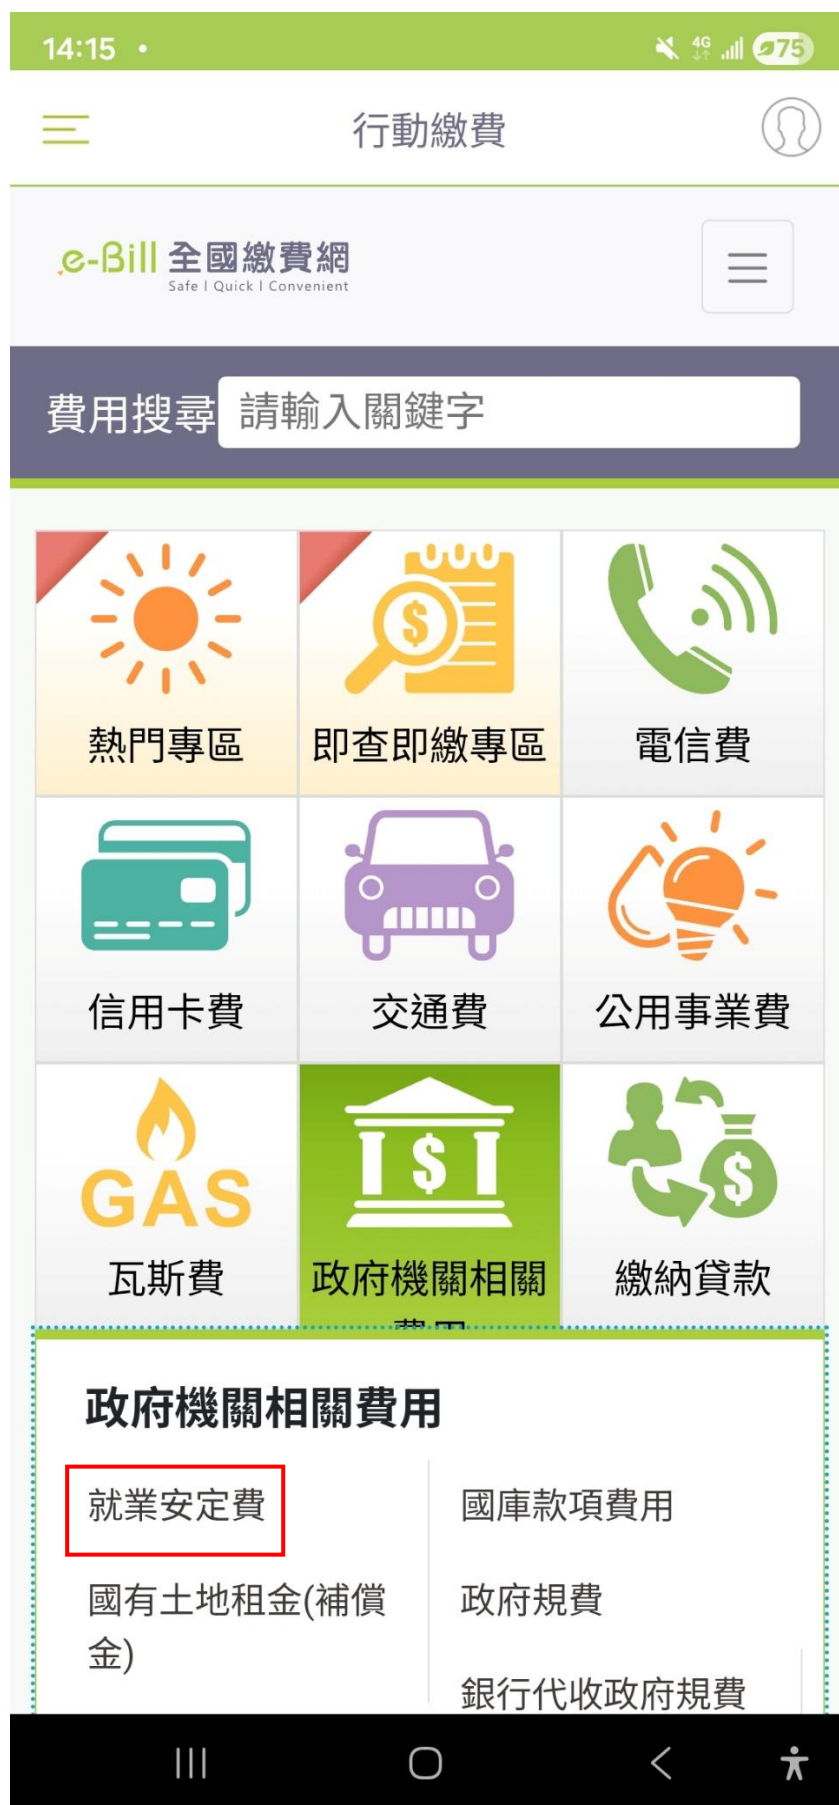 14:15
4G
75
行動繳費
e-Bill 全國繳費網
Safe | Quick | Convenient
費用搜尋 請輸入關鍵字
熱門專區
即查即繳專區
電信費
信用卡費
交通費
公用事業費
GAS
瓦斯費
政府機關相關
費用
繳納貸款
政府機關相關費用
就業安定費
國庫款項費用
國有土地租金(補償
金)
政府規費
銀行代收政府規費